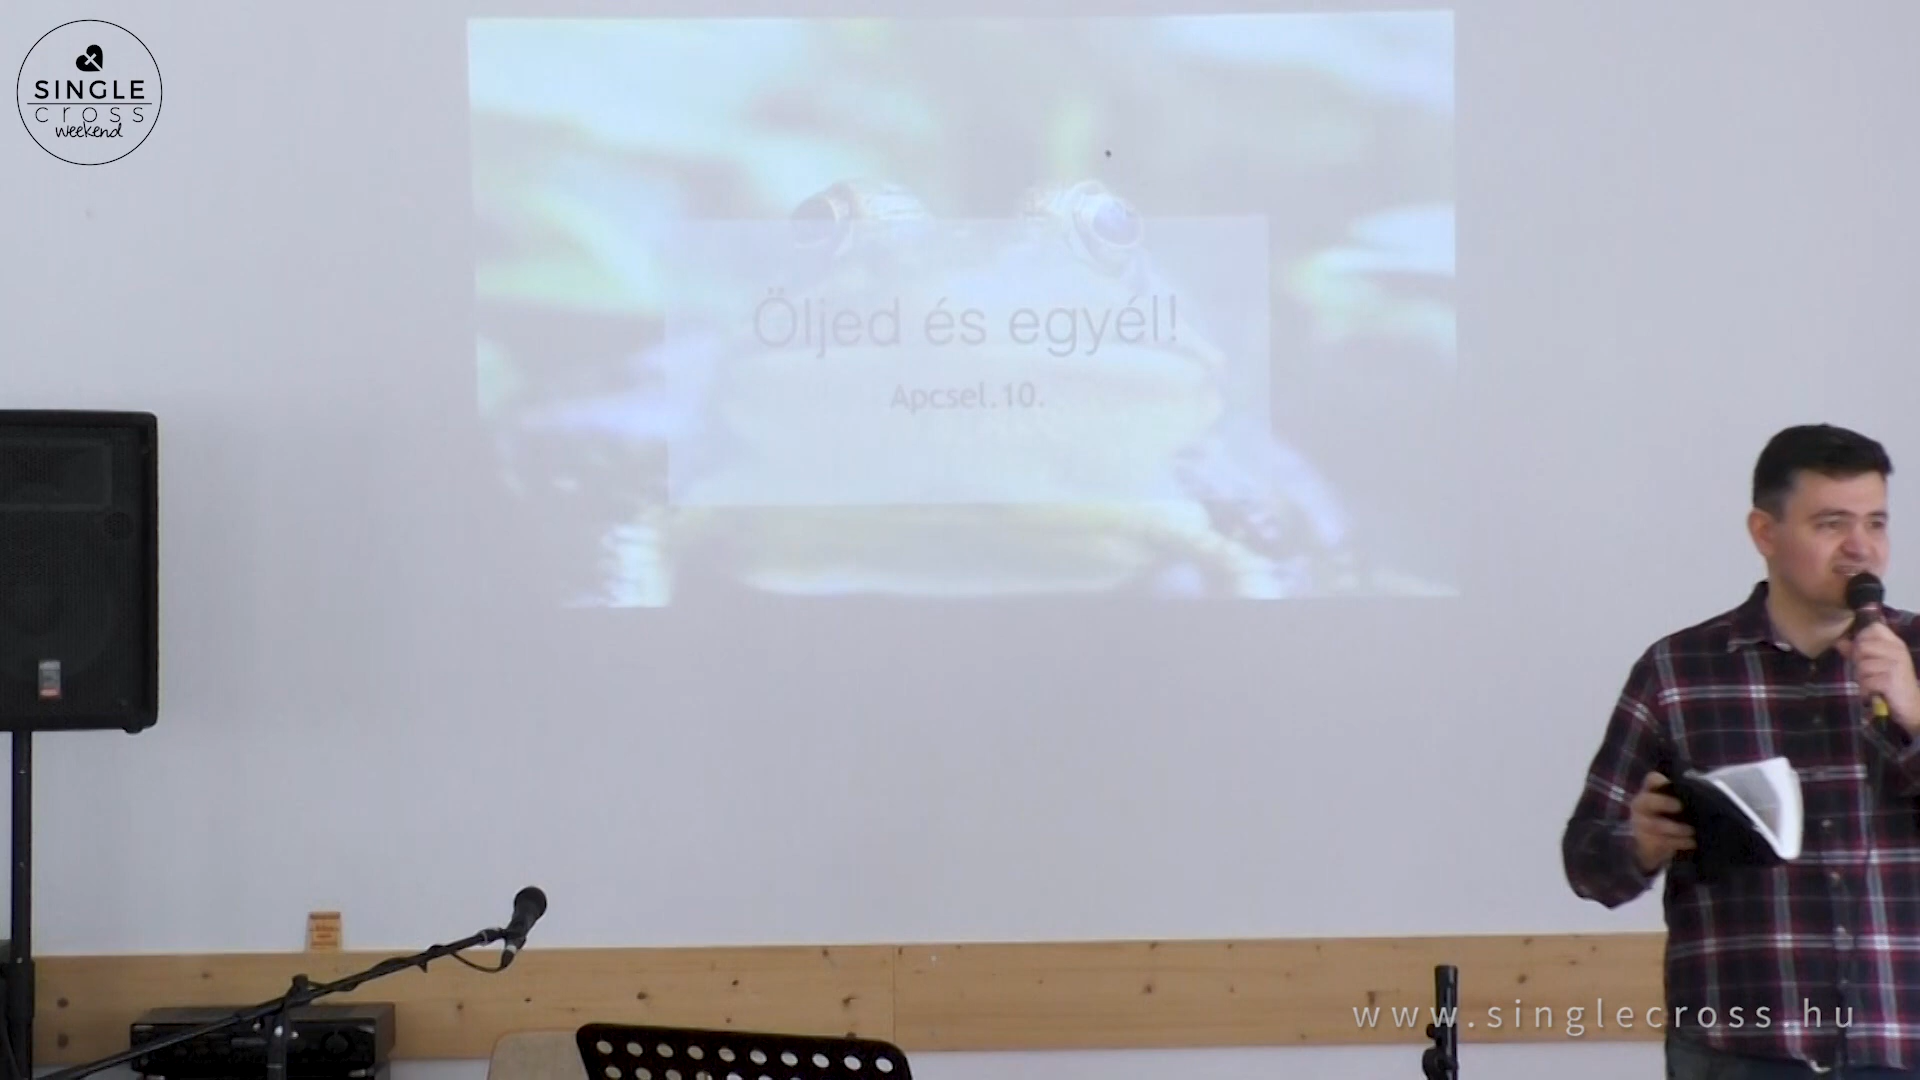 SINGLE
cross
weekend
Öljed és egyél!
Apcsel.10.
www.singlecross.hu